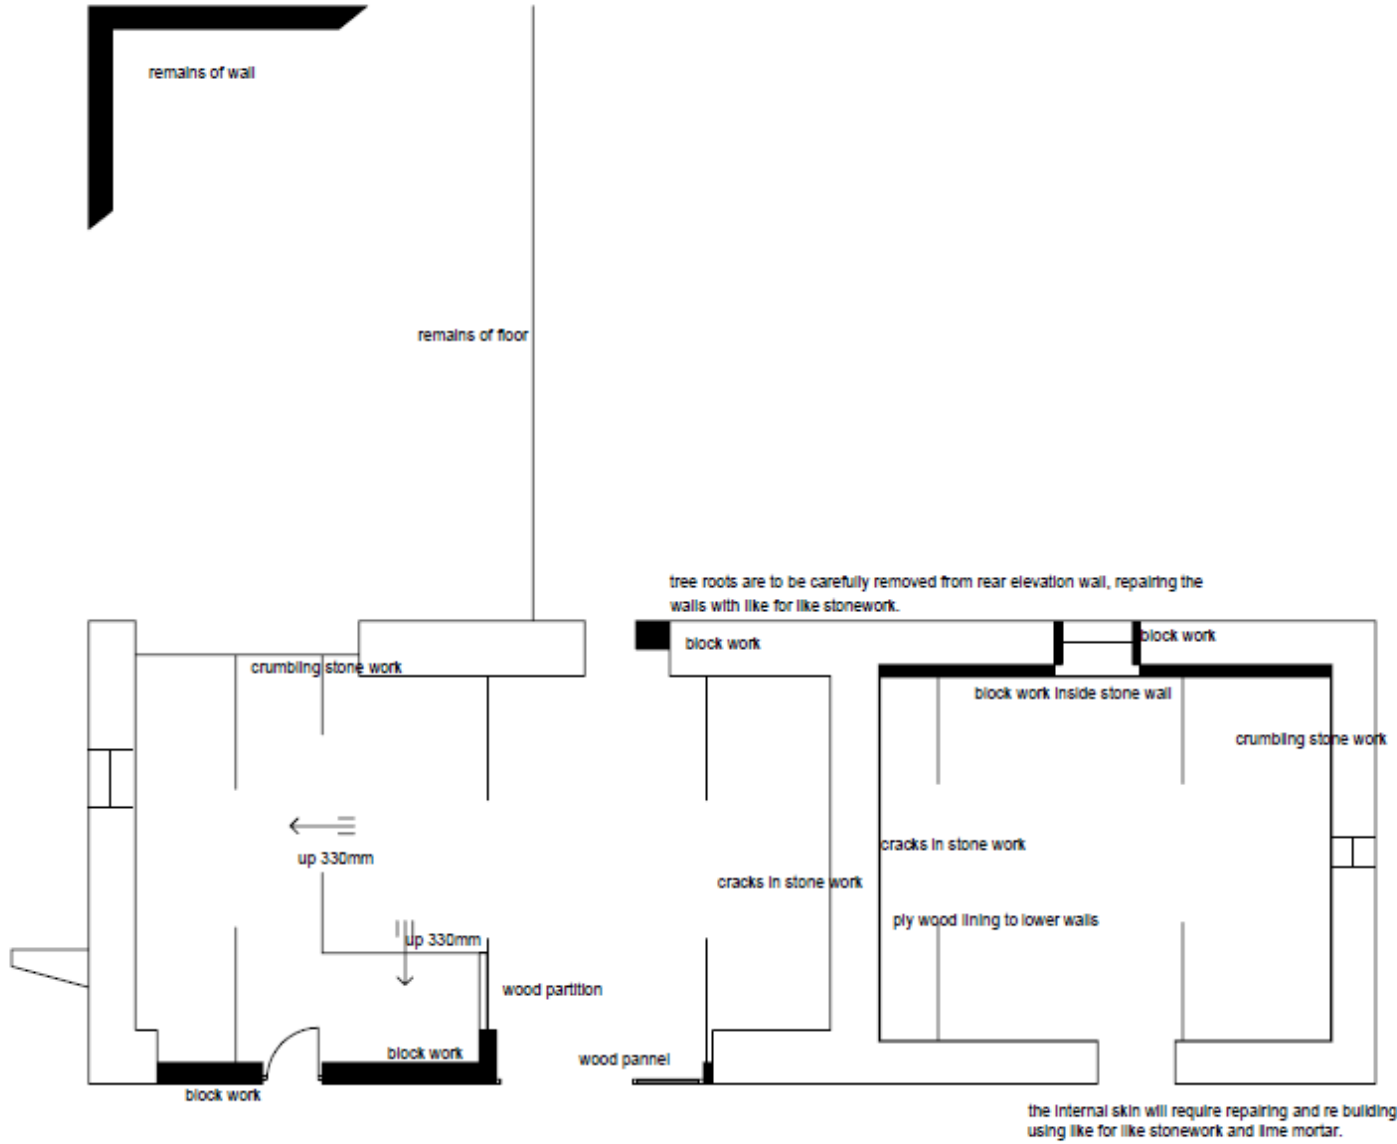 remains of wall
remains of floor
tree roots are to be carefully removed from rear elevation wall, repairing the
walls with like for like stonework.
block work
block work
crumbling stone work
block work inside stone wall
crumbling stone work
cracks in stone work
up 330mm
cracks in stone work
ply wood lining to lower walls
up 330mm
wood partition
block work
wood pannel
block work
the internal skin will require repairing and re building
using like for like stonework and lime mortar.